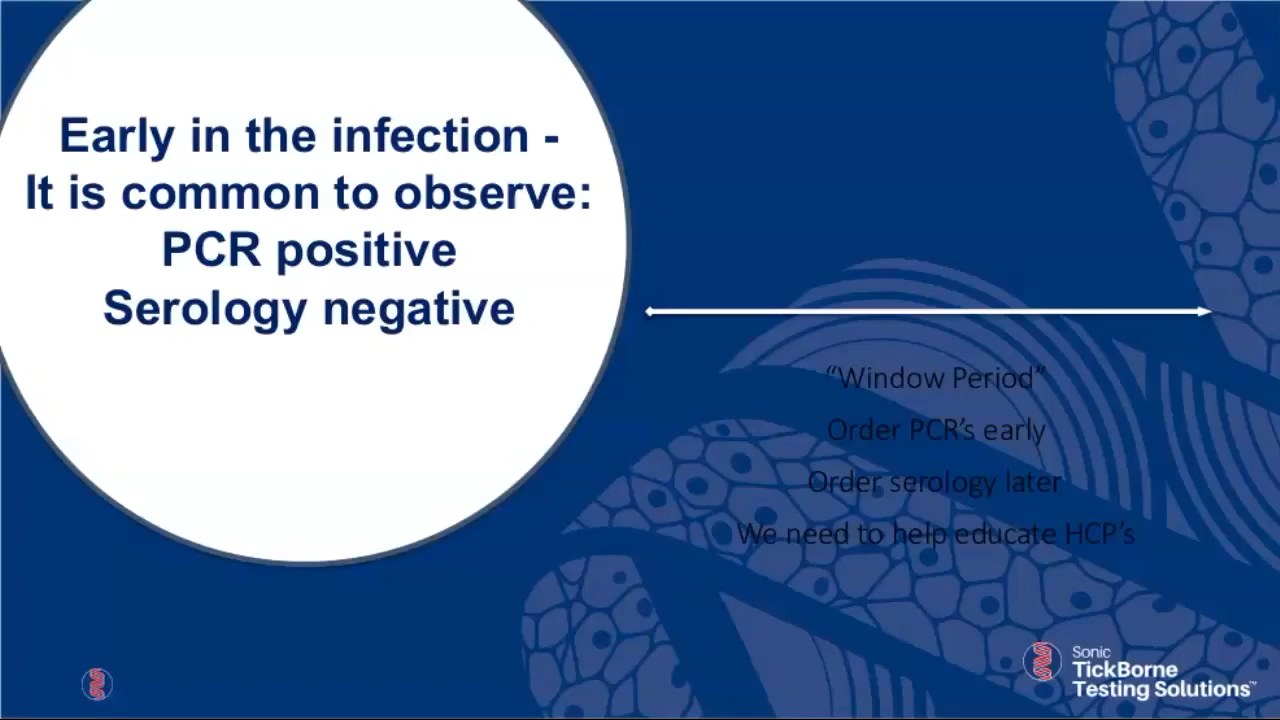 Early in the infection -
It is common to observe:
PCR positive
Serology negative
“Window Period”
Order PCR’s early
Order serology later
We need to help educate HCP’s
Sonic
TickBorne
Testing Solutions™